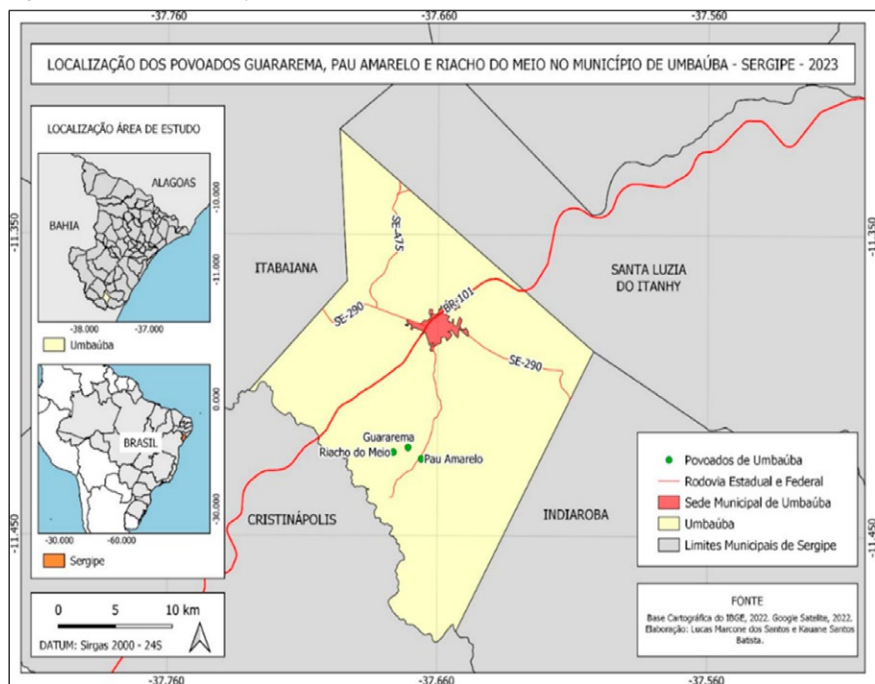 -37.760
-37.660
-37.560
LOCALIZAÇÃO DOS POVOADOS GUARAREMA, PAU AMARELO E RIACHO DO MEIO NO MUNICÍPIO DE UMBAÚBA - SERGIPE - 2023
LOCALIZAÇÃO ÁREA DE ESTUDO
ALAGOAS
BAHIA
-10.000
-11.000
-38.000
-37.000
Umbaúba
BRASIL
0.000
-30.000
-30.000
-60.000
Sergipe
0 5 10 km
DATUM: Sirgas 2000 - 24S
-11.350
-11.350
ITABAIANA
SE-A75
SANTA LUZIA
DO ITANHY
BR-101
SE-290
SE-290
Guararema
Riacho do Meio
Pau Amarelo
CRISTINÁPOLIS
INDIAROBA
-11.450
-11.450
Povoados de Umbaúba
Rodovia Estadual e Federal
Sede Municipal de Umbaúba
Umbaúba
Limites Municipais de Sergipe
FONTE
Base Cartográfica do IBGE, 2022. Google Satelite, 2022.
Elaboração: Lucas Marcone dos Santos e Kauane Santos
Batista.
-37.760
-37.660
-37.560